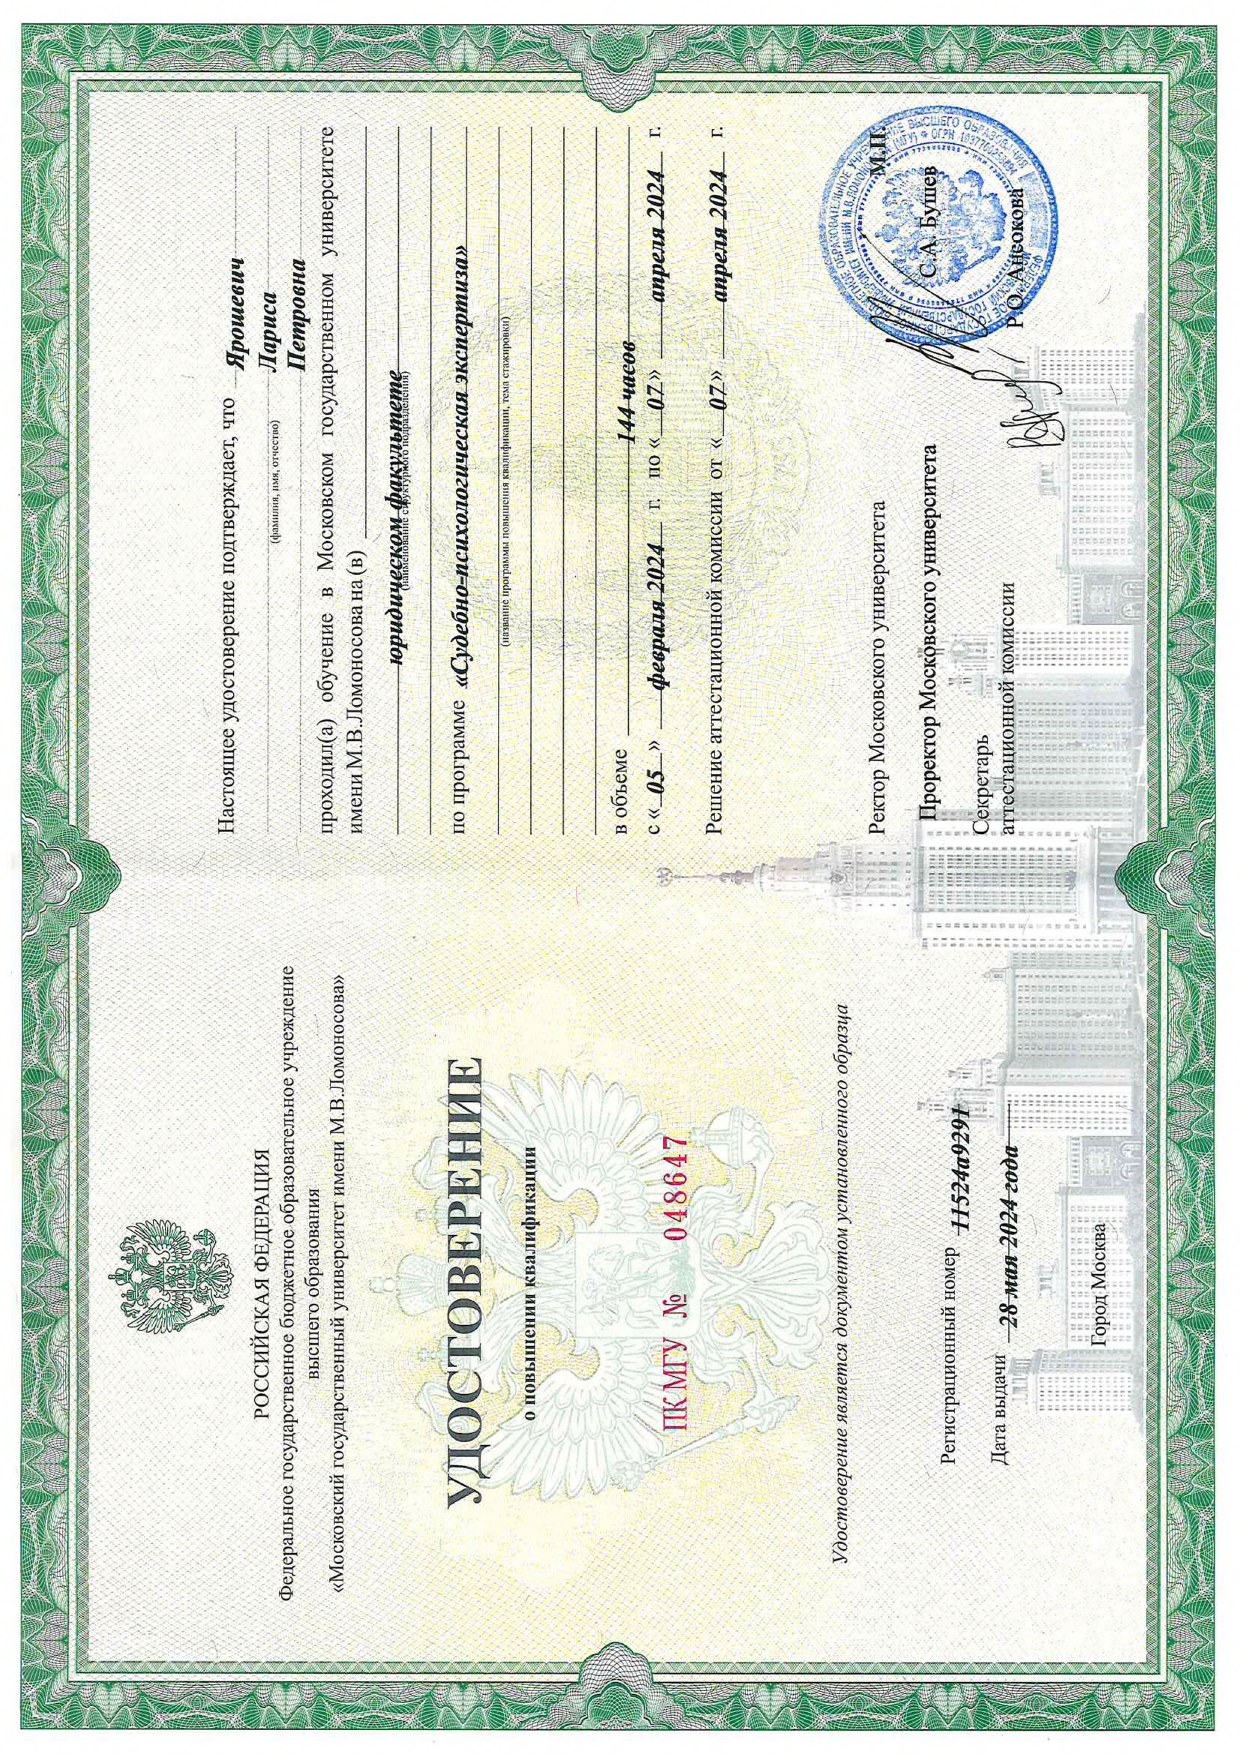 РОССИЙСКАЯ ФЕДЕРАЦИЯ
Федеральное государственное бюджетное образовательное учреждение
высшего образования
«Московский государственный университет имени М.В.Ломоносова»
УДОСТОВЕРЕНИЕ
о повышении квалификации
ПК МГУ № 048647
Удостоверение является документом установленного образца
Регистрационный номер 11524а9291
Дата выдачи 28 мая 2024 года
Город Москва
Настоящее удостоверение подтверждает, что Ярошевич
Лариса
(фамилия, имя, отчество)
Петровна
проходил(а) обучение в Московском государственном университете
имени М.В.Ломоносова на (в)
юридическом факультете
(наименование структурного подразделения)
по программе «Судебно-психологическая экспертиза»
(название программы повышения квалификации, тема стажировки)
в объеме 144 часов
с « 05 » февраля 2024 г. по « 07 » апреля 2024 г.
Решение аттестационной комиссии от « 07 » апреля 2024 г.
Ректор Московского университета М.П.
Проректор Московского университета С.А. Бушев
Секретарь
аттестационной комиссии Р.О. Ансокова